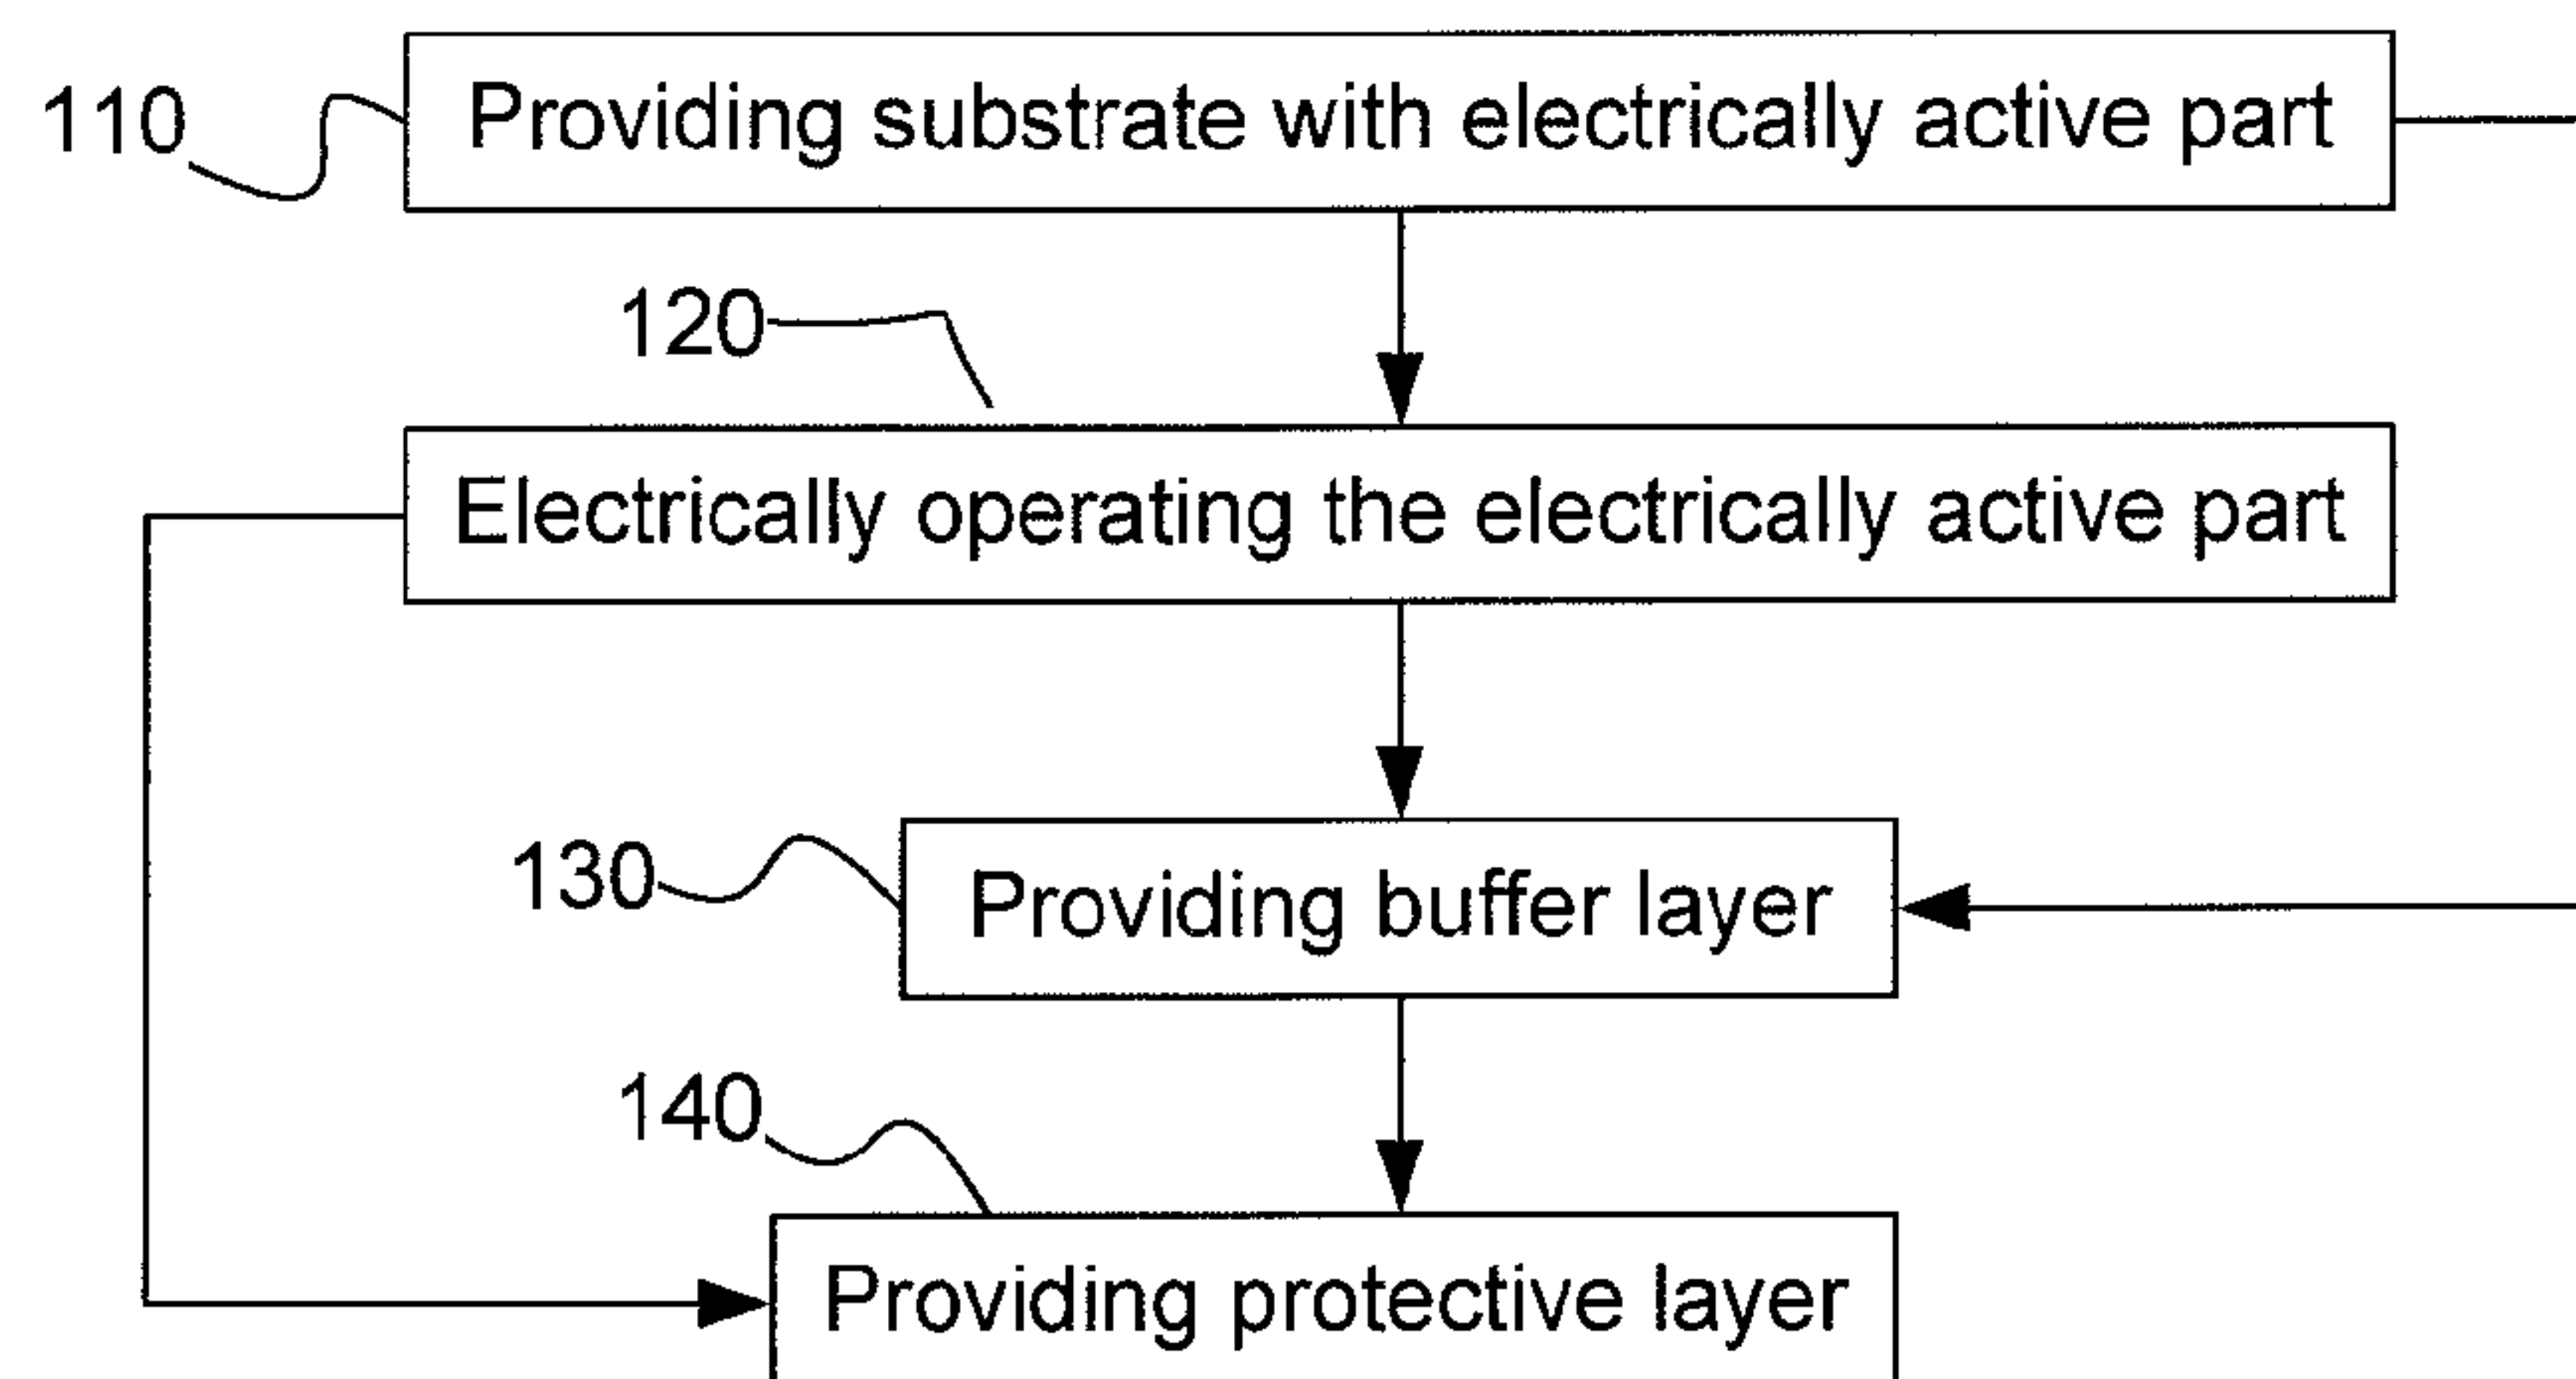 110
Providing substrate with electrically active part
120
Electrically operating the electrically active part
130
Providing buffer layer
140
Providing protective layer